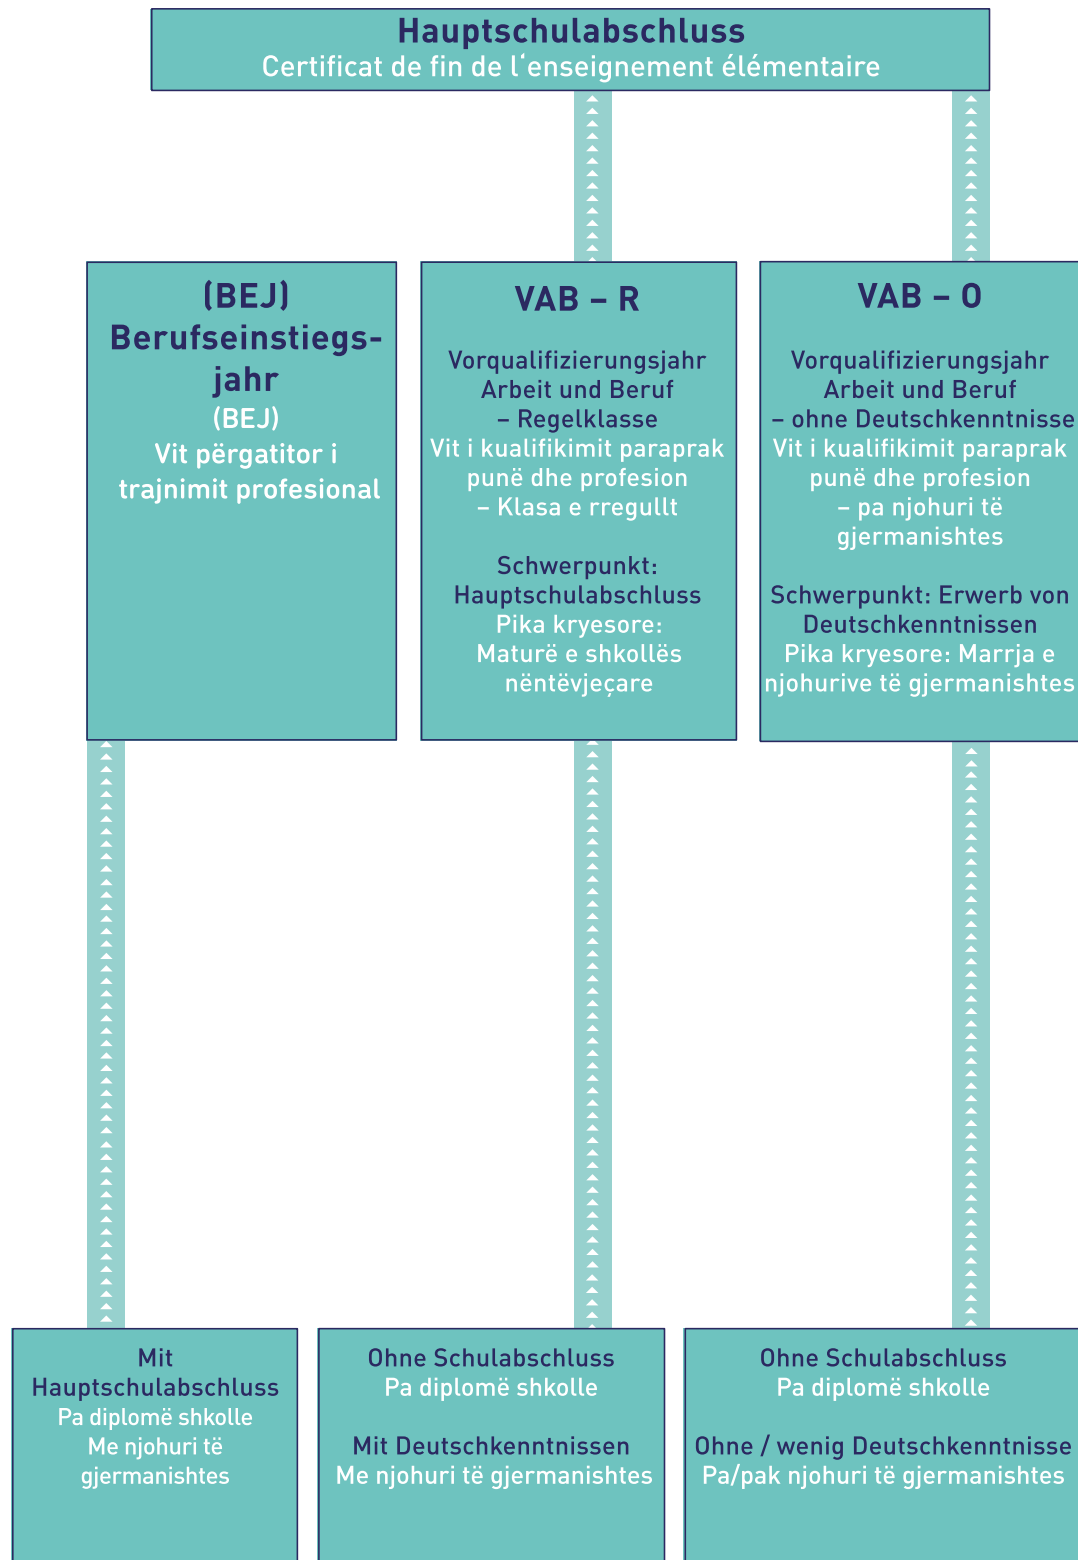 Hauptschulabschluss
Certificat de fin de l‘enseignement élémentaire
(BEJ)
Berufseinstiegs-
jahr
(BEJ)
Vit përgatitor i
trajnimit profesional
VAB – R
Vorqualifizierungsjahr
Arbeit und Beruf
– Regelklasse
Vit i kualifikimit paraprak
punë dhe profesion
– Klasa e rregullt
Schwerpunkt:
Hauptschulabschluss
Pika kryesore:
Maturë e shkollës
nëntëvjeçare
VAB – O
Vorqualifizierungsjahr
Arbeit und Beruf
– ohne Deutschkenntnisse
Vit i kualifikimit paraprak
punë dhe profesion
– pa njohuri të
gjermanishtes
Schwerpunkt: Erwerb von
Deutschkenntnissen
Pika kryesore: Marrja e
njohurive të gjermanishtes
Mit
Hauptschulabschluss
Pa diplomë shkolle
Me njohuri të
gjermanishtes
Ohne Schulabschluss
Pa diplomë shkolle
Mit Deutschkenntnissen
Me njohuri të gjermanishtes
Ohne Schulabschluss
Pa diplomë shkolle
Ohne / wenig Deutschkenntnisse
Pa/pak njohuri të gjermanishtes